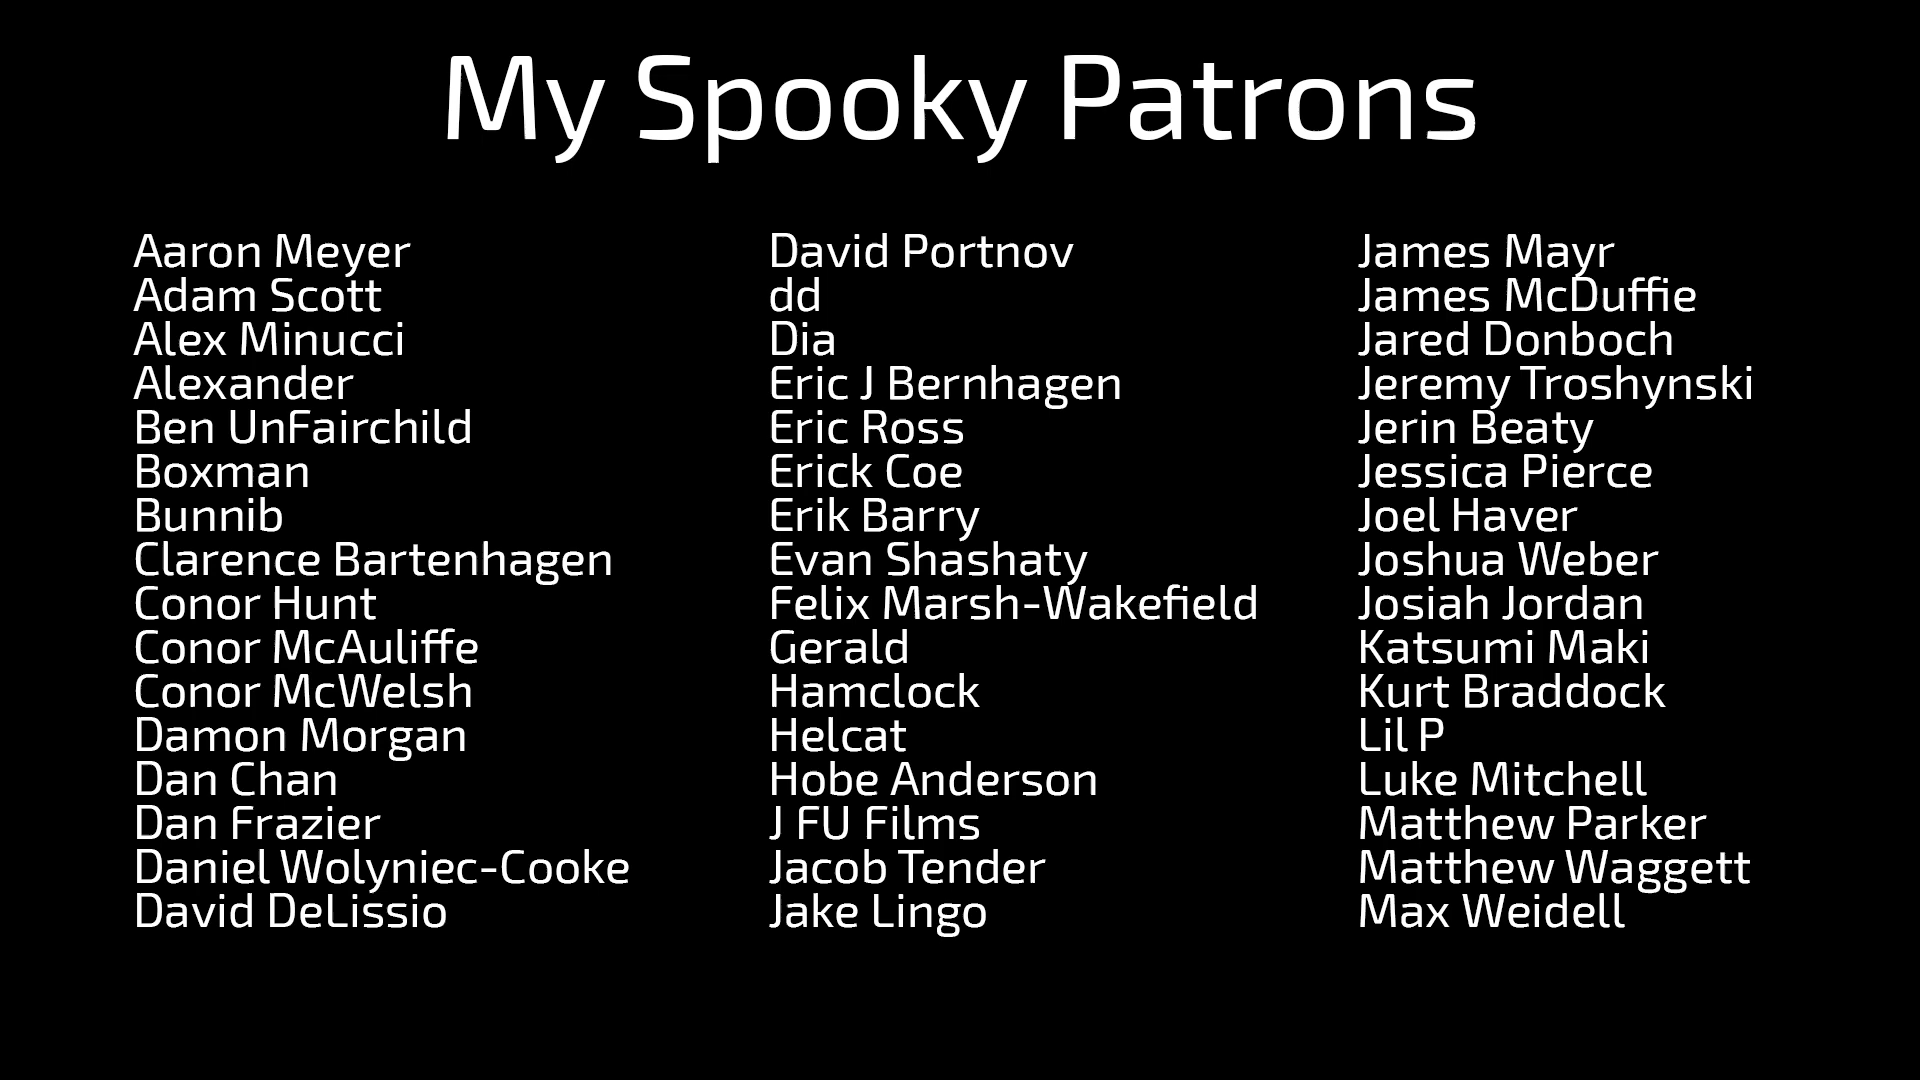 My Spooky Patrons
Aaron Meyer
Adam Scott
Alex Minucci
Alexander
Ben UnFairchild
Boxman
Bunnib
Clarence Bartenhagen
Conor Hunt
Conor McAuliffe
Conor McWelsh
Damon Morgan
Dan Chan
Dan Frazier
Daniel Wolyniec-Cooke
David DeLissio
David Portnov
dd
Dia
Eric J Bernhagen
Eric Ross
Erick Coe
Erik Barry
Evan Shashaty
Felix Marsh-Wakefield
Gerald
Hamclock
Helcat
Hobe Anderson
J FU Films
Jacob Tender
Jake Lingo
James Mayr
James McDuffie
Jared Donboch
Jeremy Troshynski
Jerin Beaty
Jessica Pierce
Joel Haver
Joshua Weber
Josiah Jordan
Katsumi Maki
Kurt Braddock
Lil P
Luke Mitchell
Matthew Parker
Matthew Waggett
Max Weidell